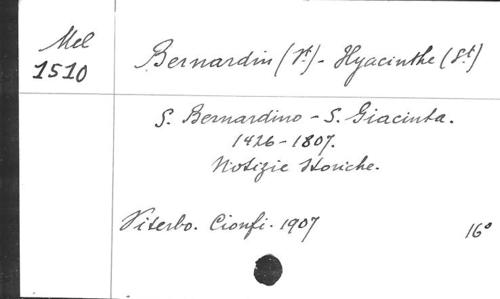 Mel
1510
Bernardin (St) - Hyacinthe (St)
S. Bernardino - S. Giacinta.
1426-1807.
Notizie Storiche.
Viterbo. Cionfi. 1907
16°